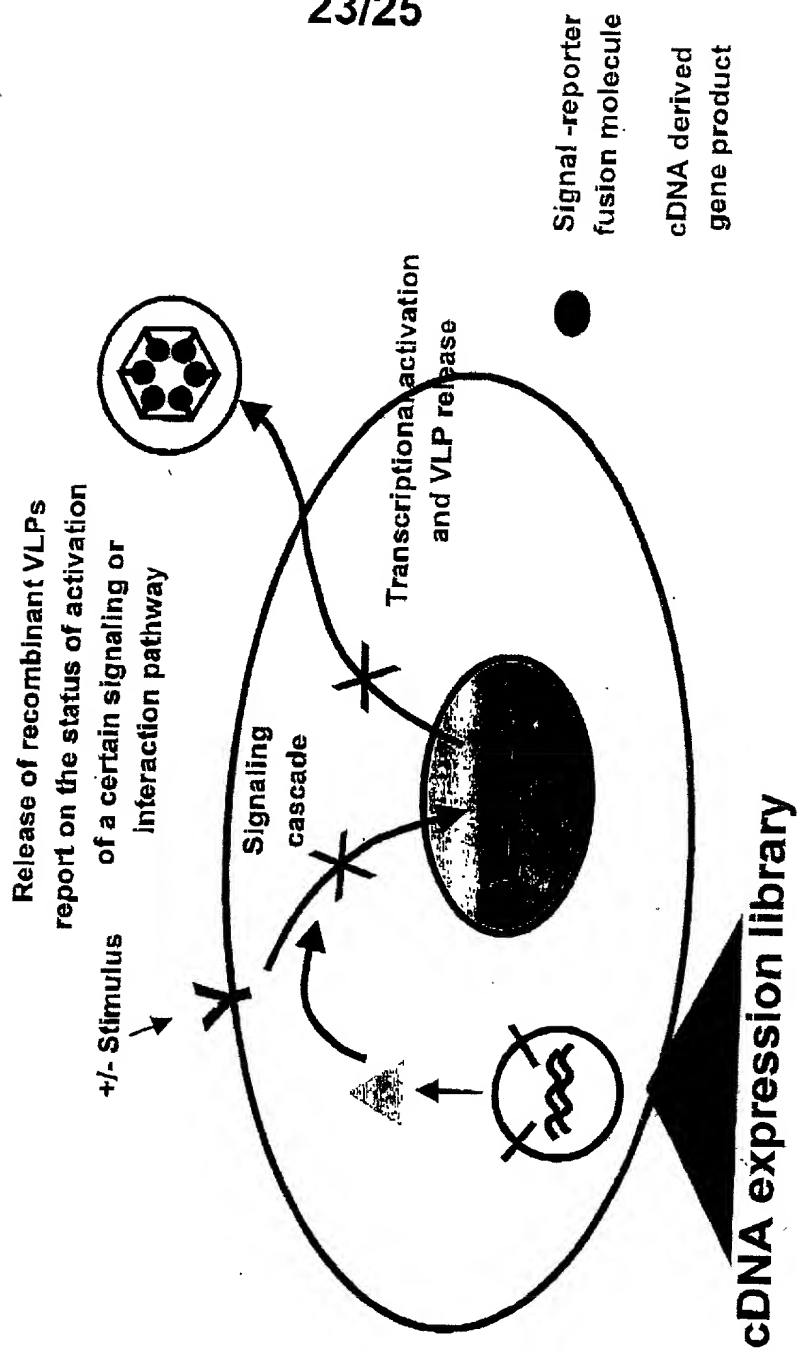 23/25
Release of recombinant VLPs
report on the status of activation
of a certain signaling or
interaction pathway
+/- Stimulus
Signaling
cascade
Transcriptional activation
and VLP release
Signal -reporter
fusion molecule
cDNA derived
gene product
cDNA expression library